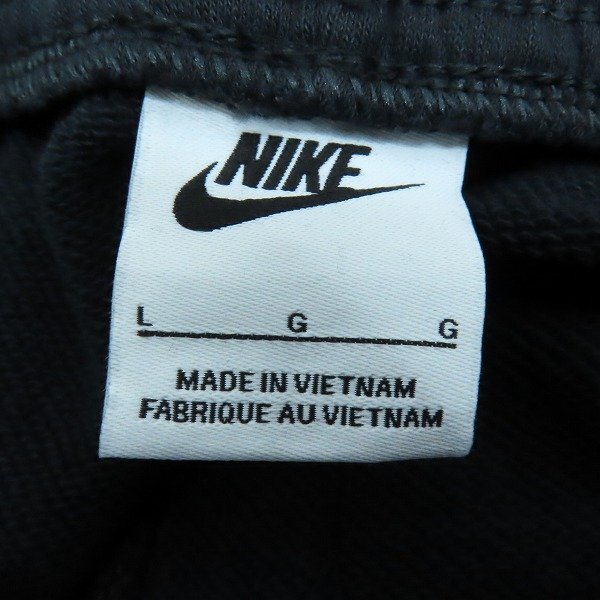 NIKE
L G G
MADE IN VIETNAM
FABRIQUE AU VIETNAM